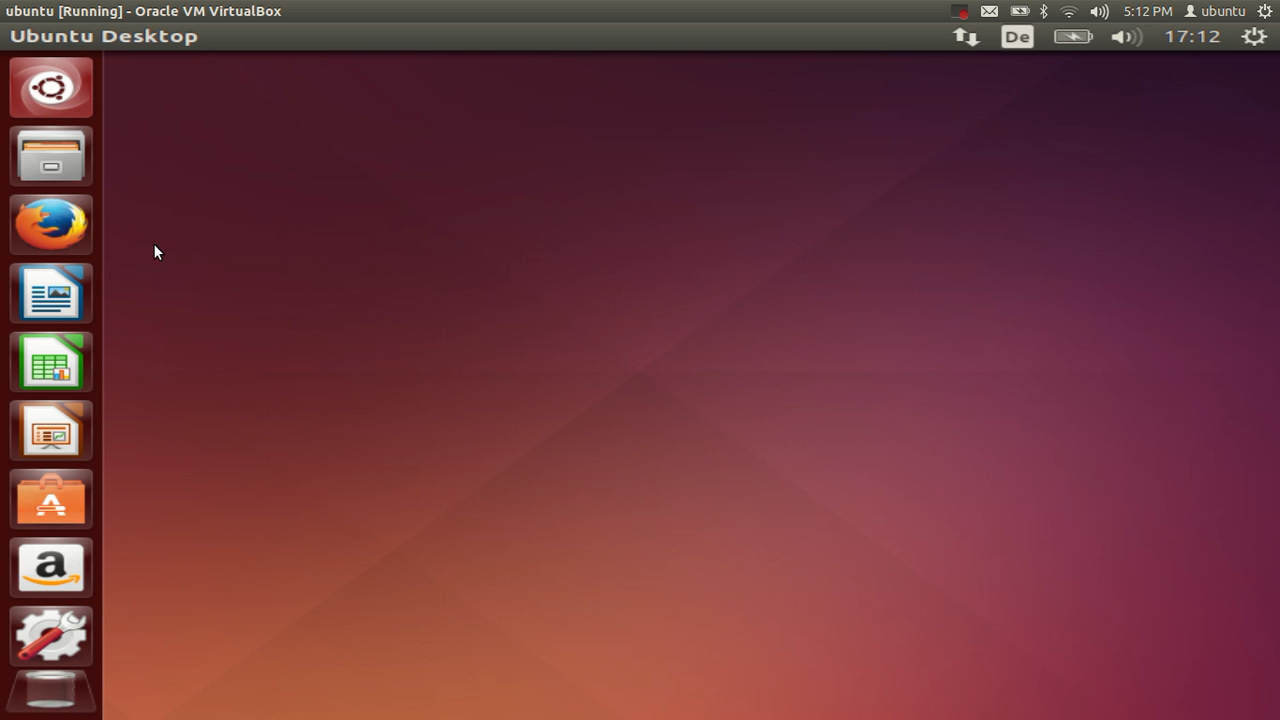 ubuntu [Running] - Oracle VM VirtualBox
5:12 PM
ubuntu
Ubuntu Desktop
De
17:12
a